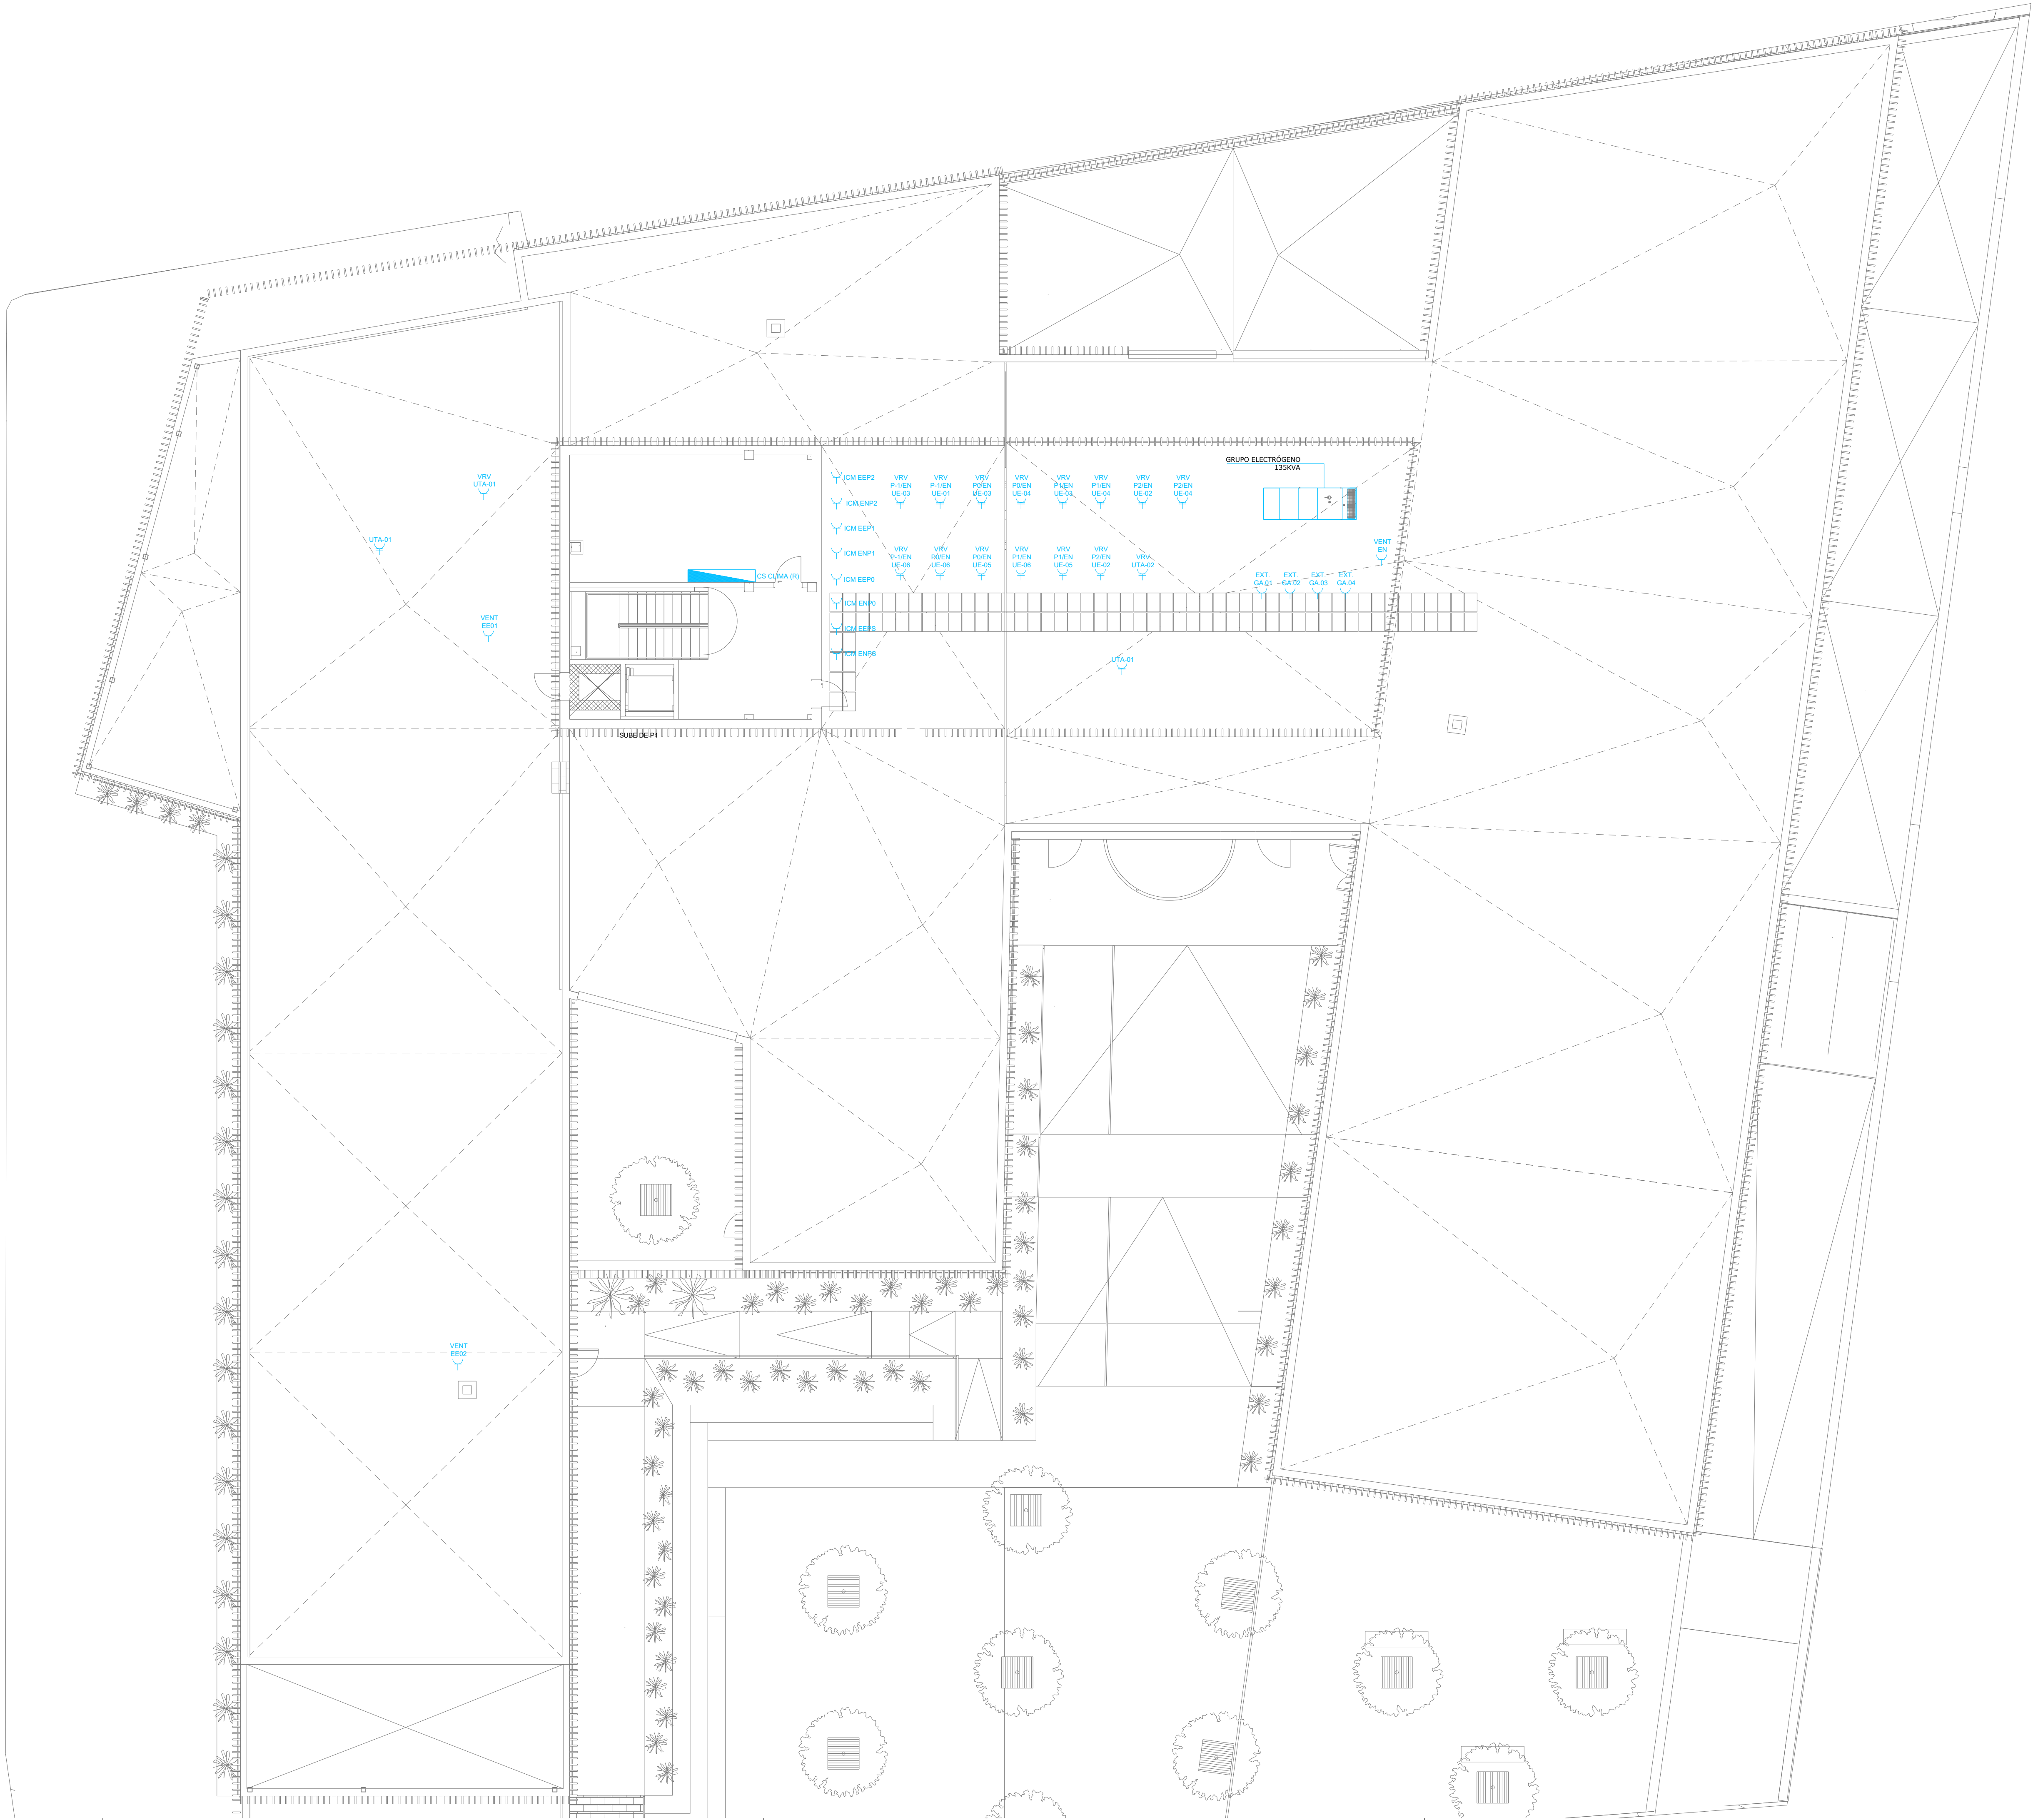 GRUPO ELECTRÓGENO
135KVA
VRV
UTA-01
ICM EEP2
VRV
P-1/EN
UE-03
VRV
P-1/EN
UE-01
VRV
P0/EN
UE-03
VRV
P0/EN
UE-04
VRV
P1/EN
UE-03
VRV
P1/EN
UE-04
VRV
P2/EN
UE-02
VRV
P2/EN
UE-04
ICM ENP2
ICM EEP1
UTA-01
VENT
EN
ICM ENP1
VRV
P-1/EN
UE-06
VRV
P0/EN
UE-06
VRV
P0/EN
UE-05
VRV
P1/EN
UE-06
VRV
P1/EN
UE-05
VRV
P2/EN
UE-02
VRV
UTA-02
CS CLIMA (R)
ICM EEP0
EXT.
GA.01
EXT.
GA.02
EXT.
GA.03
EXT.
GA.04
ICM ENP0
VENT
EE01
ICM EEPS
ICM ENPS
UTA-01
SUBE DE P1
VENT
EE02